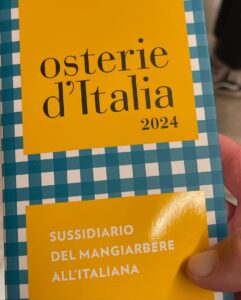 osterie
d'Italia
2024
SUSSIDIARIO
DEL MANGIARBERE
ALL'ITALIANA